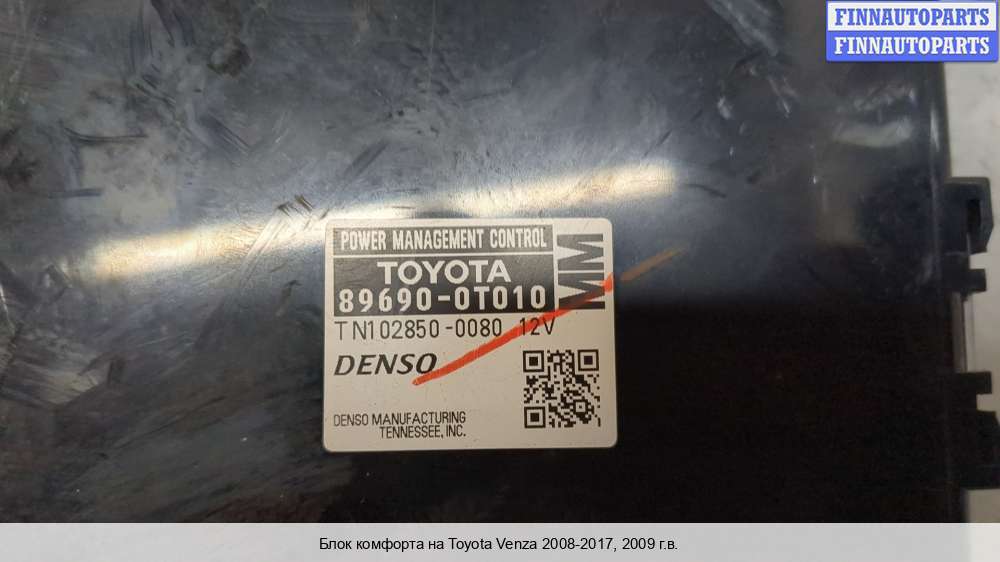 FINNAUTOPARTS
FINNAUTOPARTS
POWER MANAGEMENT CONTROL
TOYOTA
MM
89690-0T010
TN102850-0080 12V
DENSO
DENSO MANUFACTURING
TENNESSEE, INC.
Блок комфорта на Toyota Venza 2008-2017, 2009 г.в.